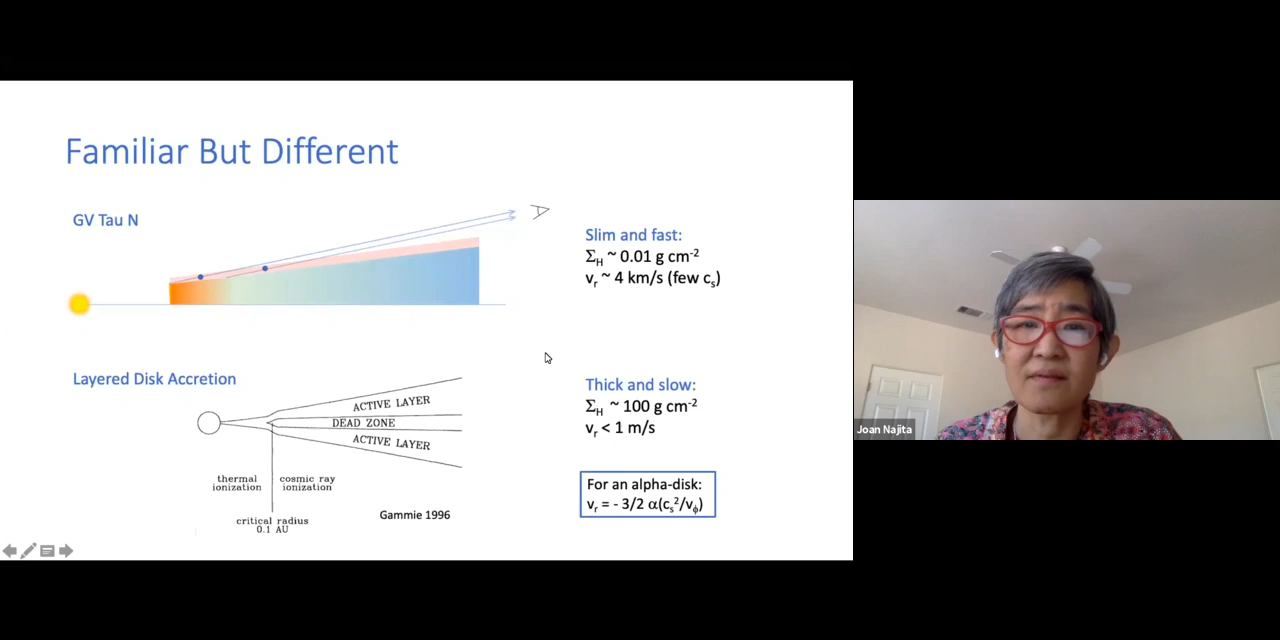 Familiar But Different
GV Tau N
Slim and fast:
Σ_H ~ 0.01 g cm⁻²
v_r ~ 4 km/s (few c_s)
Layered Disk Accretion
ACTIVE LAYER
DEAD ZONE
ACTIVE LAYER
thermal
ionization
cosmic ray
ionization
critical radius
0.1 AU
Gammie 1996
Thick and slow:
Σ_H ~ 100 g cm⁻²
v_r < 1 m/s
For an alpha-disk:
v_r = - 3/2 α(c_s²/v_ϕ)
Joan Najita